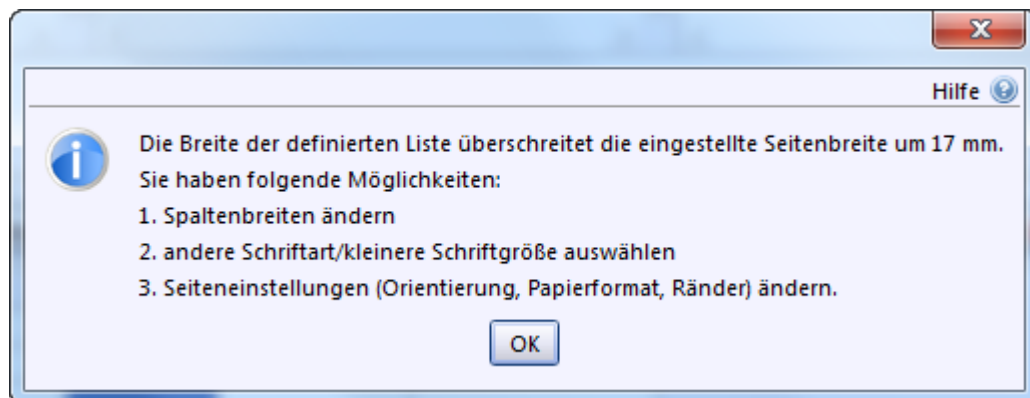 Hilfe
Die Breite der definierten Liste überschreitet die eingestellte Seitenbreite um 17 mm.
Sie haben folgende Möglichkeiten:
1. Spaltenbreiten ändern
2. andere Schriftart/kleinere Schriftgröße auswählen
3. Seiteneinstellungen (Orientierung, Papierformat, Ränder) ändern.
OK